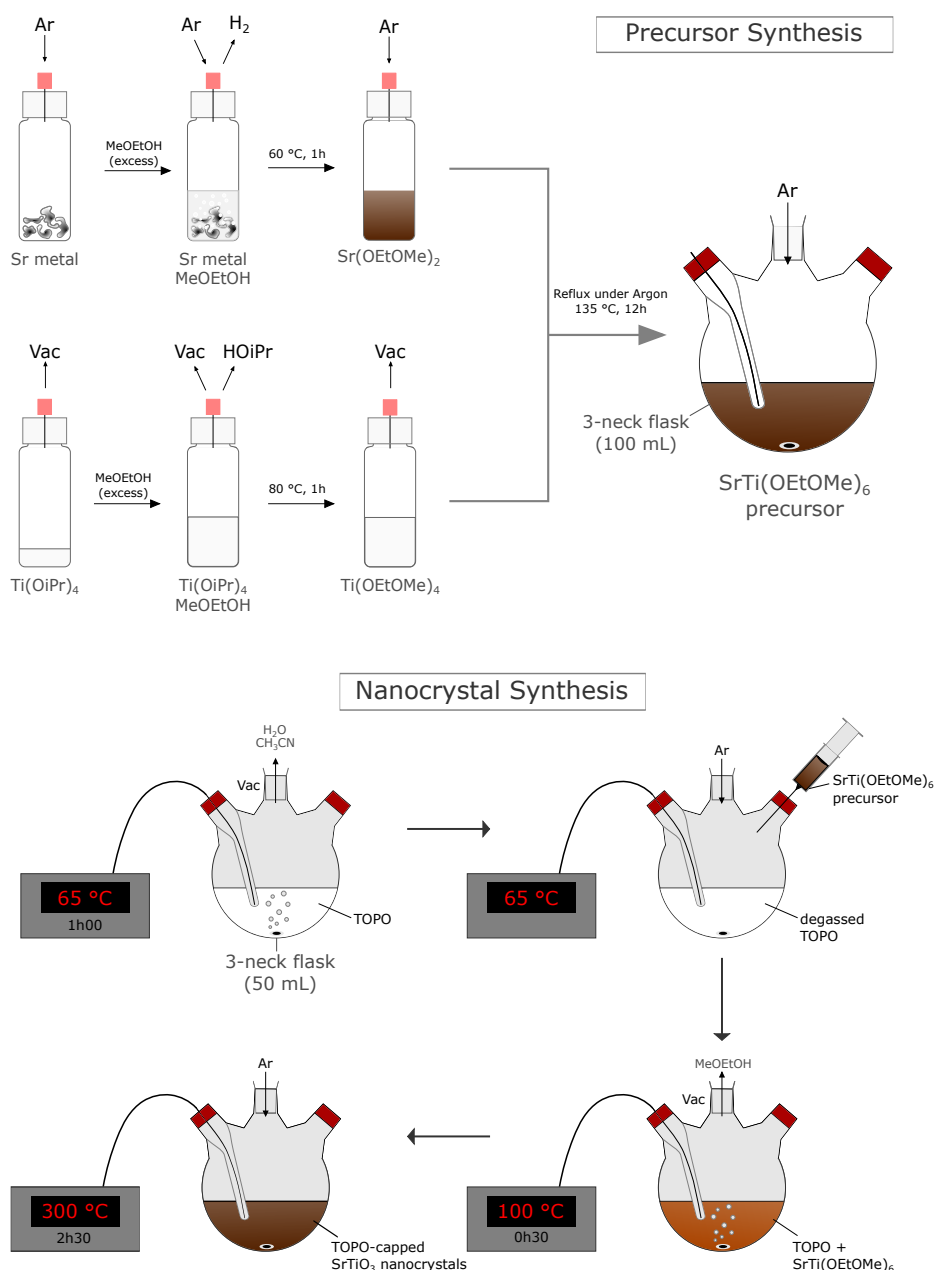 Precursor Synthesis
Ar
Ar
H2
Ar
MeOEtOH
(excess)
60 °C, 1h
Sr metal
Sr metal
MeOEtOH
Sr(OEtOMe)2
Vac
Vac
HOiPr
Vac
MeOEtOH
(excess)
80 °C, 1h
Ti(OiPr)4
Ti(OiPr)4
MeOEtOH
Ti(OEtOMe)4
Reflux under Argon
135 °C, 12h
Ar
3-neck flask
(100 mL)
SrTi(OEtOMe)6
precursor
Nanocrystal Synthesis
H2O
CH3CN
Vac
65 °C
1h00
TOPO
3-neck flask
(50 mL)
Ar
SrTi(OEtOMe)6
precursor
65 °C
degassed
TOPO
Ar
300 °C
2h30
TOPO-capped
SrTiO3 nanocrystals
MeOEtOH
Vac
100 °C
0h30
TOPO +
SrTi(OEtOMe)6